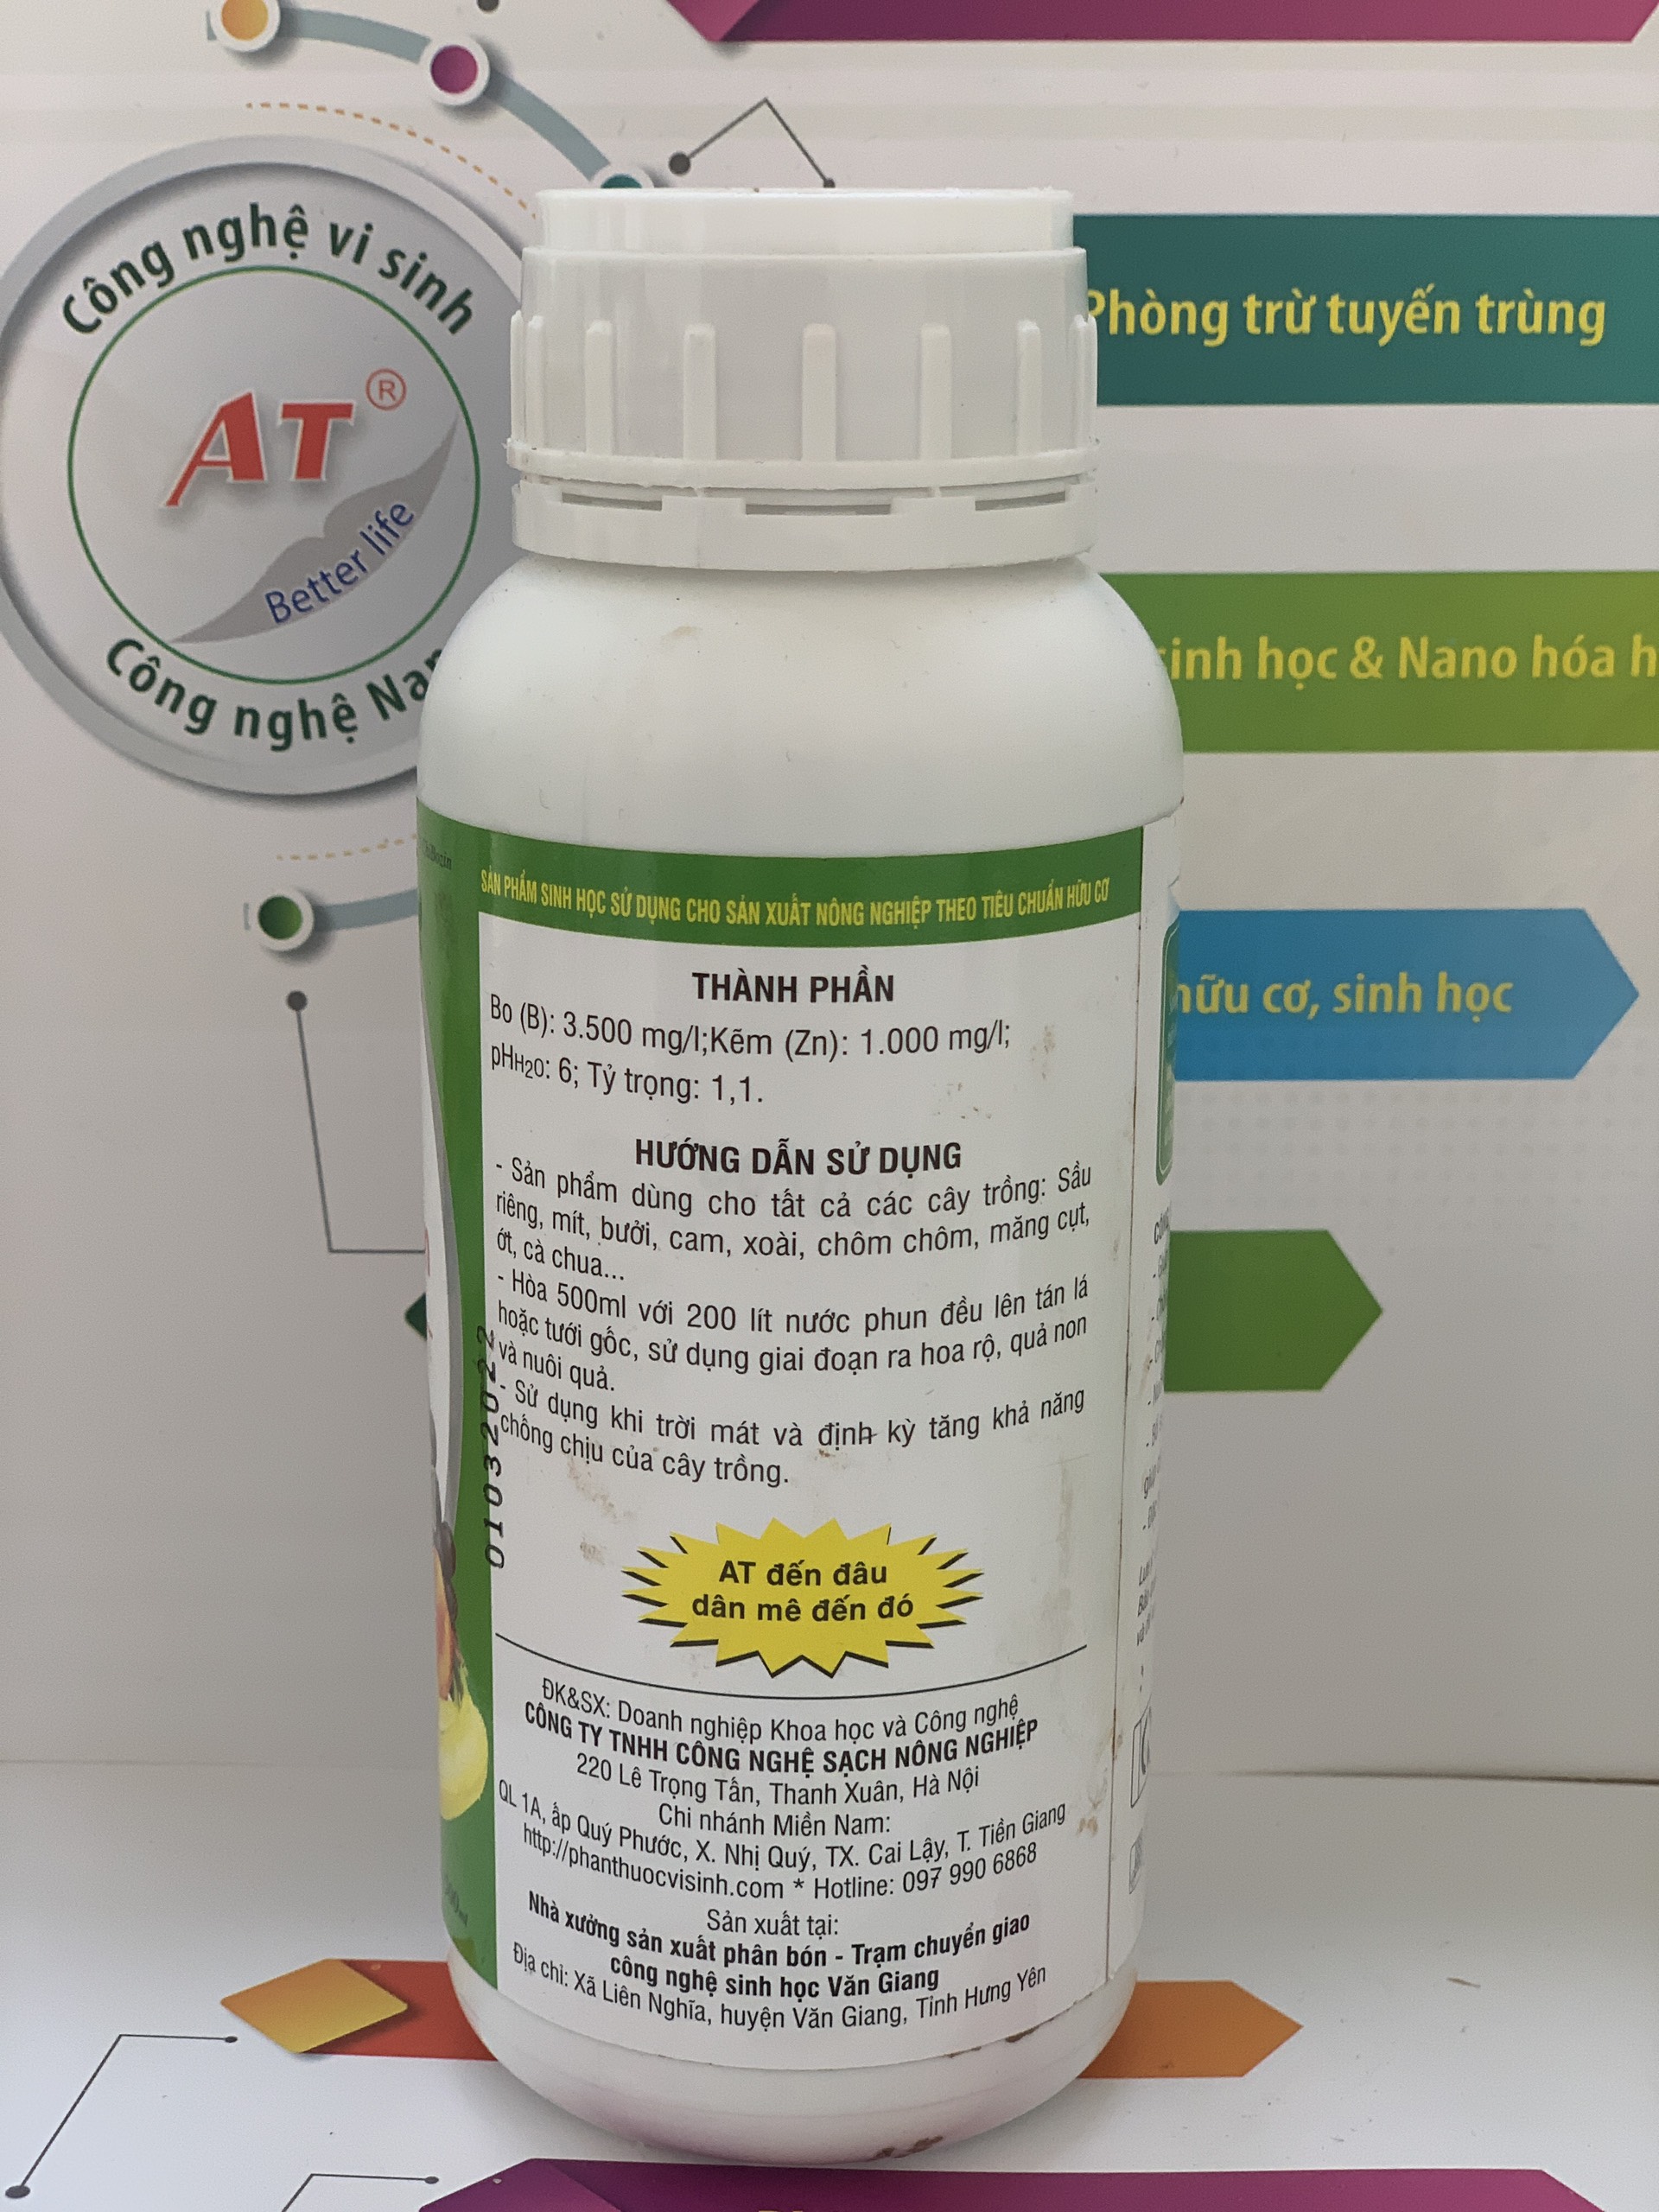 Công nghệ vi sinh
AT®
Better life
Công nghệ
Phòng trừ tuyến trùng
sinh học & Nano hóa
hữu cơ, sinh học
SẢN PHẨM SINH HỌC SỬ DỤNG CHO SẢN XUẤT NÔNG NGHIỆP THEO TIÊU CHUẨN HỮU CƠ
THÀNH PHẦN
Bo (B): 3.500 mg/l;Kẽm (Zn): 1.000 mg/l;
pHH2O: 6; Tỷ trọng: 1,1.
HƯỚNG DẪN SỬ DỤNG
- Sản phẩm dùng cho tất cả các cây trồng: Sầu
riêng, mít, bưởi, cam, xoài, chôm chôm, măng cụt,
ớt, cà chua...
- Hòa 500ml với 200 lít nước phun đều lên tán lá
hoặc tưới gốc, sử dụng giai đoạn ra hoa rộ, quả non
và nuôi quả.
- Sử dụng khi trời mát và định kỳ tăng khả năng
chống chịu của cây trồng.
01032022
AT đến đâu
dân mê đến đó
ĐK&SX: Doanh nghiệp Khoa học và Công nghệ
CÔNG TY TNHH CÔNG NGHỆ SẠCH NÔNG NGHIỆP
220 Lê Trọng Tấn, Thanh Xuân, Hà Nội
Chi nhánh Miền Nam:
QL 1A, ấp Quý Phước, X. Nhị Quý, TX. Cai Lậy, T. Tiền Giang
http://phanthuocvisinh.com * Hotline: 097 990 6868
Sản xuất tại:
Nhà xưởng sản xuất phân bón - Trạm chuyển giao
công nghệ sinh học Văn Giang
Địa chỉ: Xã Liên Nghĩa, huyện Văn Giang, Tỉnh Hưng Yên